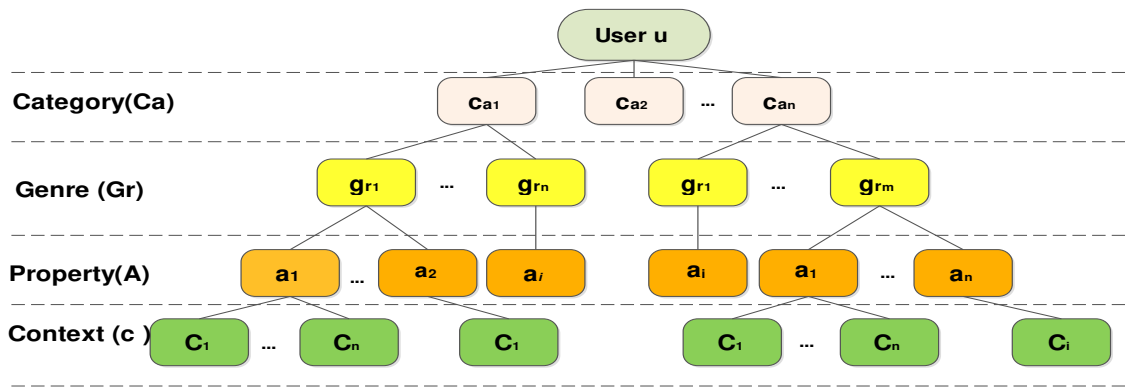 User u
Category(Ca) Ca1 Ca2 ... Can
Genre (Gr) gr1 ... grn gr1 ... grm
Property(A) a1 ... a2 ai ai a1 ... an
Context (c ) C1 ... Cn C1 C1 ... Cn Ci